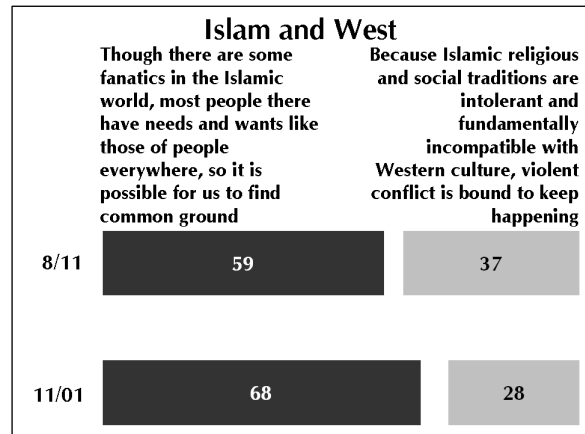 Islam and West
Though there are some
fanatics in the Islamic
world, most people there
have needs and wants like
those of people
everywhere, so it is
possible for us to find
common ground
Because Islamic religious
and social traditions are
intolerant and
fundamentally
incompatible with
Western culture, violent
conflict is bound to keep
happening
8/11
59
37
11/01
68
28